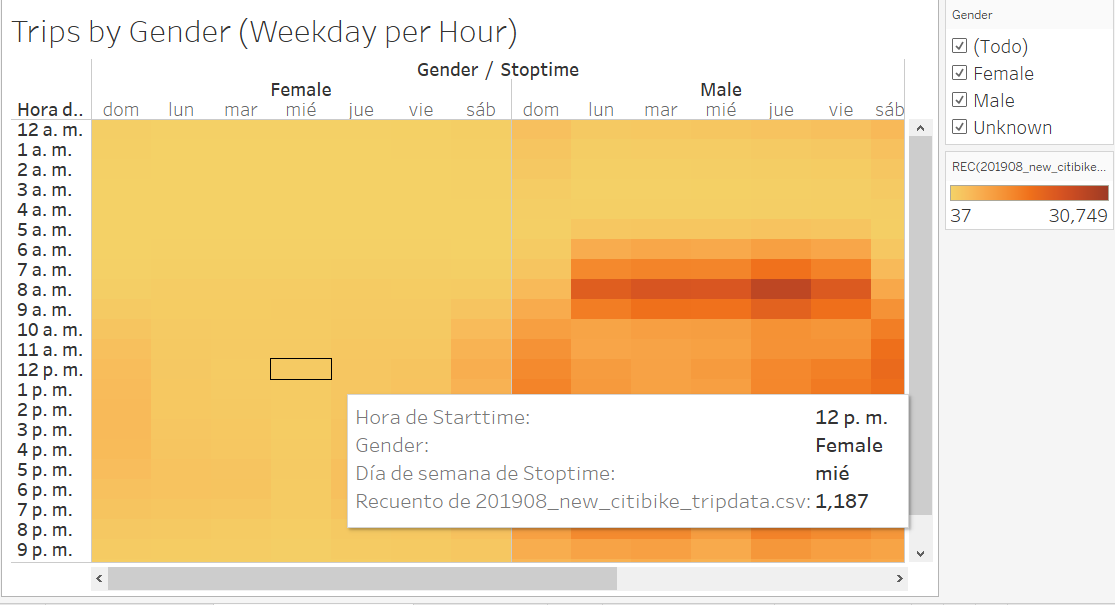 Trips by Gender (Weekday per Hour)
Gender / Stoptime
Female Male
Hora d.. dom lun mar mié jue vie sáb dom lun mar mié jue vie sáb
12 a. m.
1 a. m.
2 a. m.
3 a. m.
4 a. m.
5 a. m.
6 a. m.
7 a. m.
8 a. m.
9 a. m.
10 a. m.
11 a. m.
12 p. m.
1 p. m.
2 p. m.
3 p. m.
4 p. m.
5 p. m.
6 p. m.
7 p. m.
8 p. m.
9 p. m.
Hora de Starttime: 12 p. m.
Gender: Female
Día de semana de Stoptime: mié
Recuento de 201908_new_citibike_tripdata.csv: 1,187
Gender
(Todo)
Female
Male
Unknown
REC(201908_new_citibike...
37 30,749